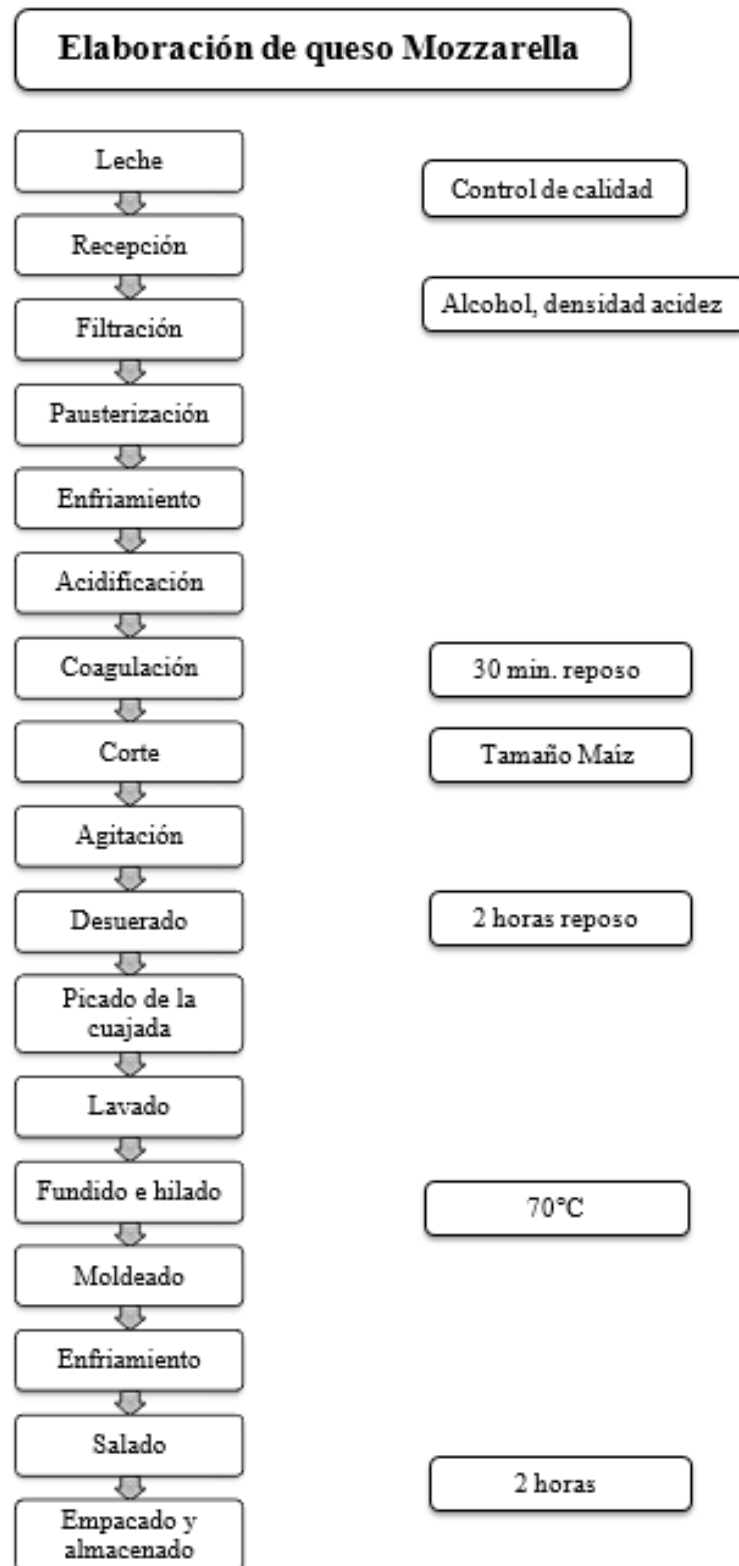 Elaboración de queso Mozzarella
Leche
Control de calidad
Recepción
Alcohol, densidad acidez
Filtración
Pausterización
Enfriamiento
Acidificación
Coagulación
30 min. reposo
Corte
Tamaño Maíz
Agitación
Desuerado
2 horas reposo
Picado de la
cuajada
Lavado
Fundido e hilado
70°C
Moldeado
Enfriamiento
Salado
2 horas
Empacado y
almacenado